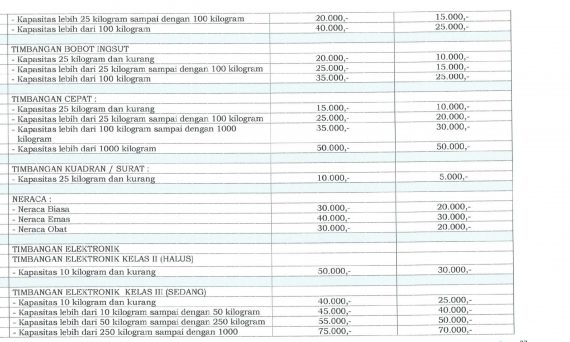 - Kapasitas lebih 25 kilogram sampai dengan 100 kilogram 20.000,- 15.000,-
- Kapasitas lebih dari 100 kilogram 40.000,- 25.000,-
TIMBANGAN BOBOT INGSUT
- Kapasitas 25 kilogram dan kurang 20.000,- 10.000,-
- Kapasitas lebih dari 25 kilogram sampai dengan 100 kilogram 25.000,- 15.000,-
- Kapasitas lebih dari 100 kilogram 35.000,- 25.000,-
TIMBANGAN CEPAT :
- Kapasitas 25 kilogram dan kurang 15.000,- 10.000,-
- Kapasitas lebih dari 25 kilogram sampai dengan 100 kilogram 25.000,- 20.000,-
- Kapasitas lebih dari 100 kilogram sampai dengan 1000 35.000,- 30.000,-
kilogram
- Kapasitas lebih dari 1000 kilogram 50.000,- 50.000,-
TIMBANGAN KUADRAN / SURAT :
- Kapasitas 25 kilogram dan kurang 10.000,- 5.000,-
NERACA :
- Neraca Biasa 30.000,- 20.000,-
- Neraca Emas 40.000,- 30.000,-
- Neraca Obat 30.000,- 20.000,-
TIMBANGAN ELEKTRONIK
TIMBANGAN ELEKTRONIK KELAS II (HALUS)
- Kapasitas 10 kilogram dan kurang 50.000,- 30.000,-
TIMBANGAN ELEKTRONIK KELAS III (SEDANG)
- Kapasitas 10 kilogram dan kurang 40.000,- 25.000,-
- Kapasitas lebih dari 10 kilogram sampai dengan 50 kilogram 45.000,- 40.000,-
- Kapasitas lebih dari 50 kilogram sampai dengan 250 kilogram 55.000,- 50.000,-
- Kapasitas lebih dari 250 kilogram sampai dengan 1000 75.000,- 70.000,-